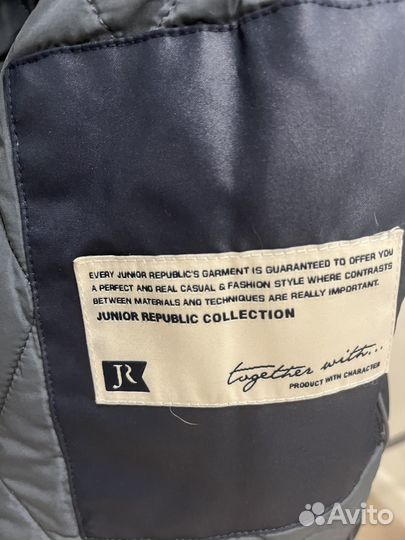 EVERY JUNIOR REPUBLIC'S GARMENT IS GUARANTEED TO OFFER YOU
A PERFECT AND REAL CASUAL & FASHION STYLE WHERE CONTRASTS
BETWEEN MATERIALS AND TECHNIQUES ARE REALLY IMPORTANT.
JUNIOR REPUBLIC COLLECTION
JR
together with...
PRODUCT WITH CHARACTER
Avito